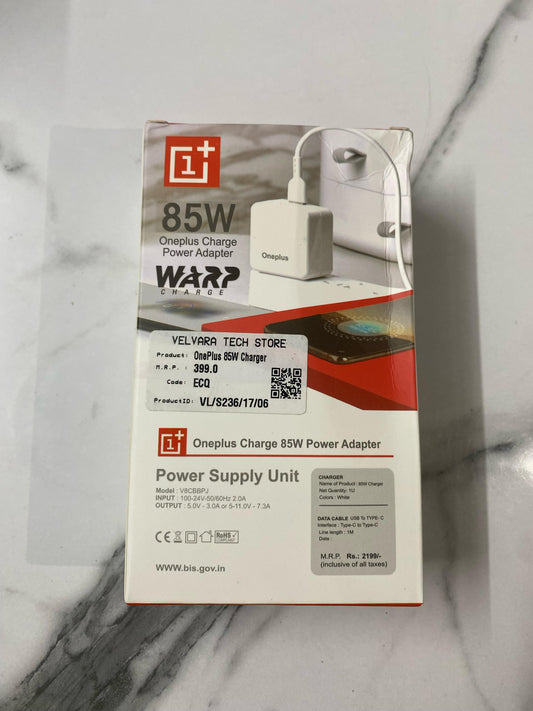 1+
85W
Oneplus Charge
Power Adapter
WARP
CHARGE
Oneplus
VELVARA TECH STORE
Product: OnePlus 85W Charger
M.R.P. : 399.0
Code: ECQ
ProductID: VL/S236/17/06
1+ Oneplus Charge 85W Power Adapter
Power Supply Unit
Model : V8CBBPJ
INPUT : 100-24V-50/60Hz 2.0A
OUTPUT : 5.0V - 3.0A or 5-11.0V - 7.3A
CE RoHS
COMPLIANT
www.bis.gov.in
CHARGER
Name of Product : 85W Charger
Net Quantity: 1U
Colors : White
DATA CABLE USB To TYPE- C
Interface : Type-C to Type-C
Line length : 1M
Date :
M.R.P. Rs.: 2199/-
(inclusive of all taxes)